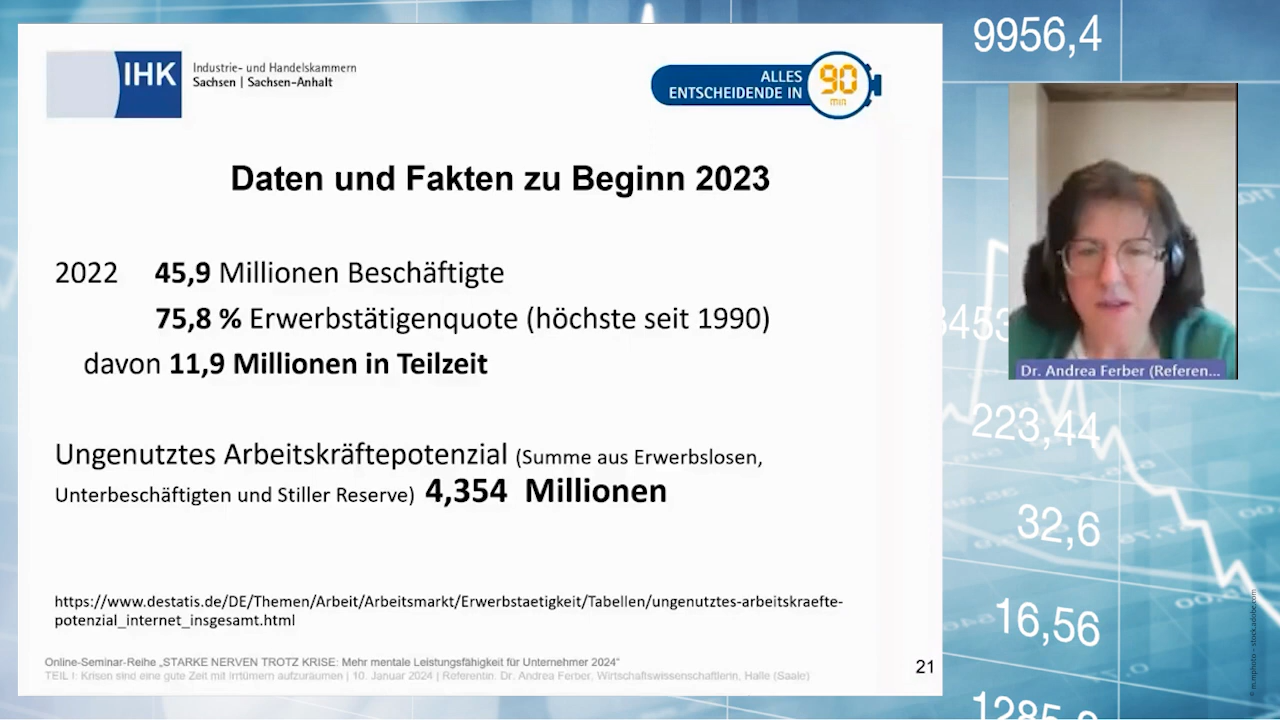 IHK
Industrie- und Handelskammern
Sachsen | Sachsen-Anhalt
ALLES
ENTSCHEIDENDE IN
90
min
Daten und Fakten zu Beginn 2023
2022 45,9 Millionen Beschäftigte
75,8 % Erwerbstätigenquote (höchste seit 1990)
davon 11,9 Millionen in Teilzeit
Ungenutztes Arbeitskräftepotenzial (Summe aus Erwerbslosen,
Unterbeschäftigten und Stiller Reserve) 4,354 Millionen
https://www.destatis.de/DE/Themen/Arbeit/Arbeitsmarkt/Erwerbstaetigkeit/Tabellen/ungenutztes-arbeitskraefte-
potenzial_internet_insgesamt.html
Online-Seminar-Reihe „STARKE NERVEN TROTZ KRISE: Mehr mentale Leistungsfähigkeit für Unternehmer 2024“
TEIL I: Krisen sind eine gute Zeit mit Irrtümern aufzuräumen | 10. Januar 2024 | Referentin: Dr. Andrea Ferber, Wirtschaftswissenschaftlerin, Halle (Saale)
21
9956,4
Dr. Andrea Ferber (Referen...
223,44
32,6
16,56
© m.mphoto - stock.adobe.com